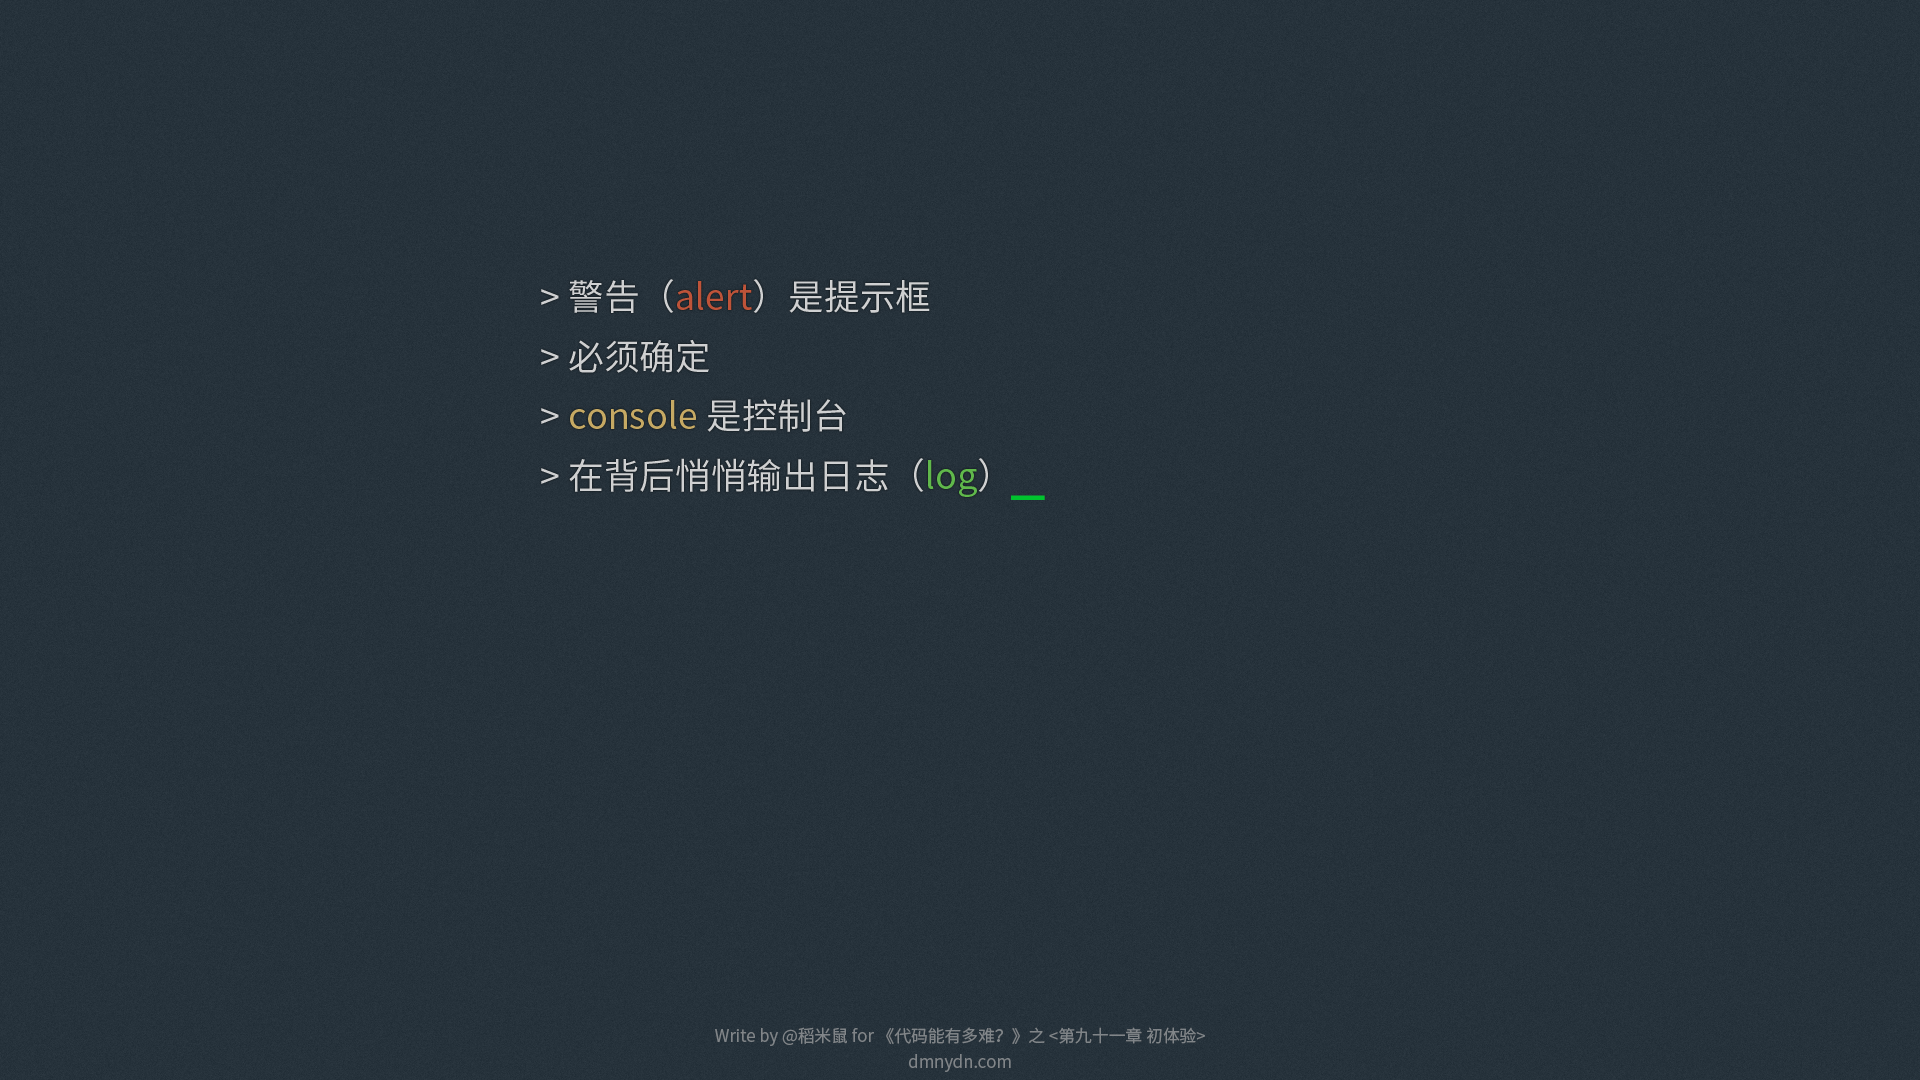 > 警告（alert）是提示框
> 必须确定
> console 是控制台
> 在背后悄悄输出日志（log）
Write by @稻米鼠 for 《代码能有多难？》之 <第九十一章 初体验>
dmnydn.com